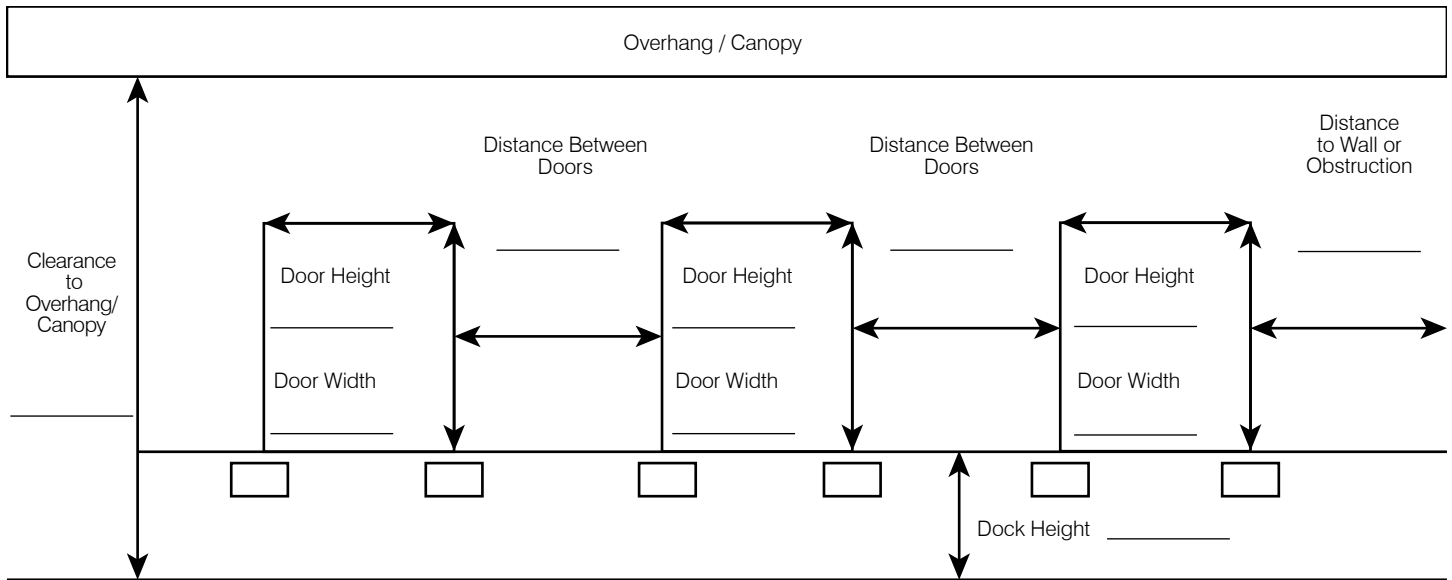 Overhang / Canopy
Distance Between
Doors
Distance Between
Doors
Distance
to Wall or
Obstruction
Clearance
to
Overhang/
Canopy
Door Height
Door Height
Door Height
Door Width
Door Width
Door Width
Dock Height